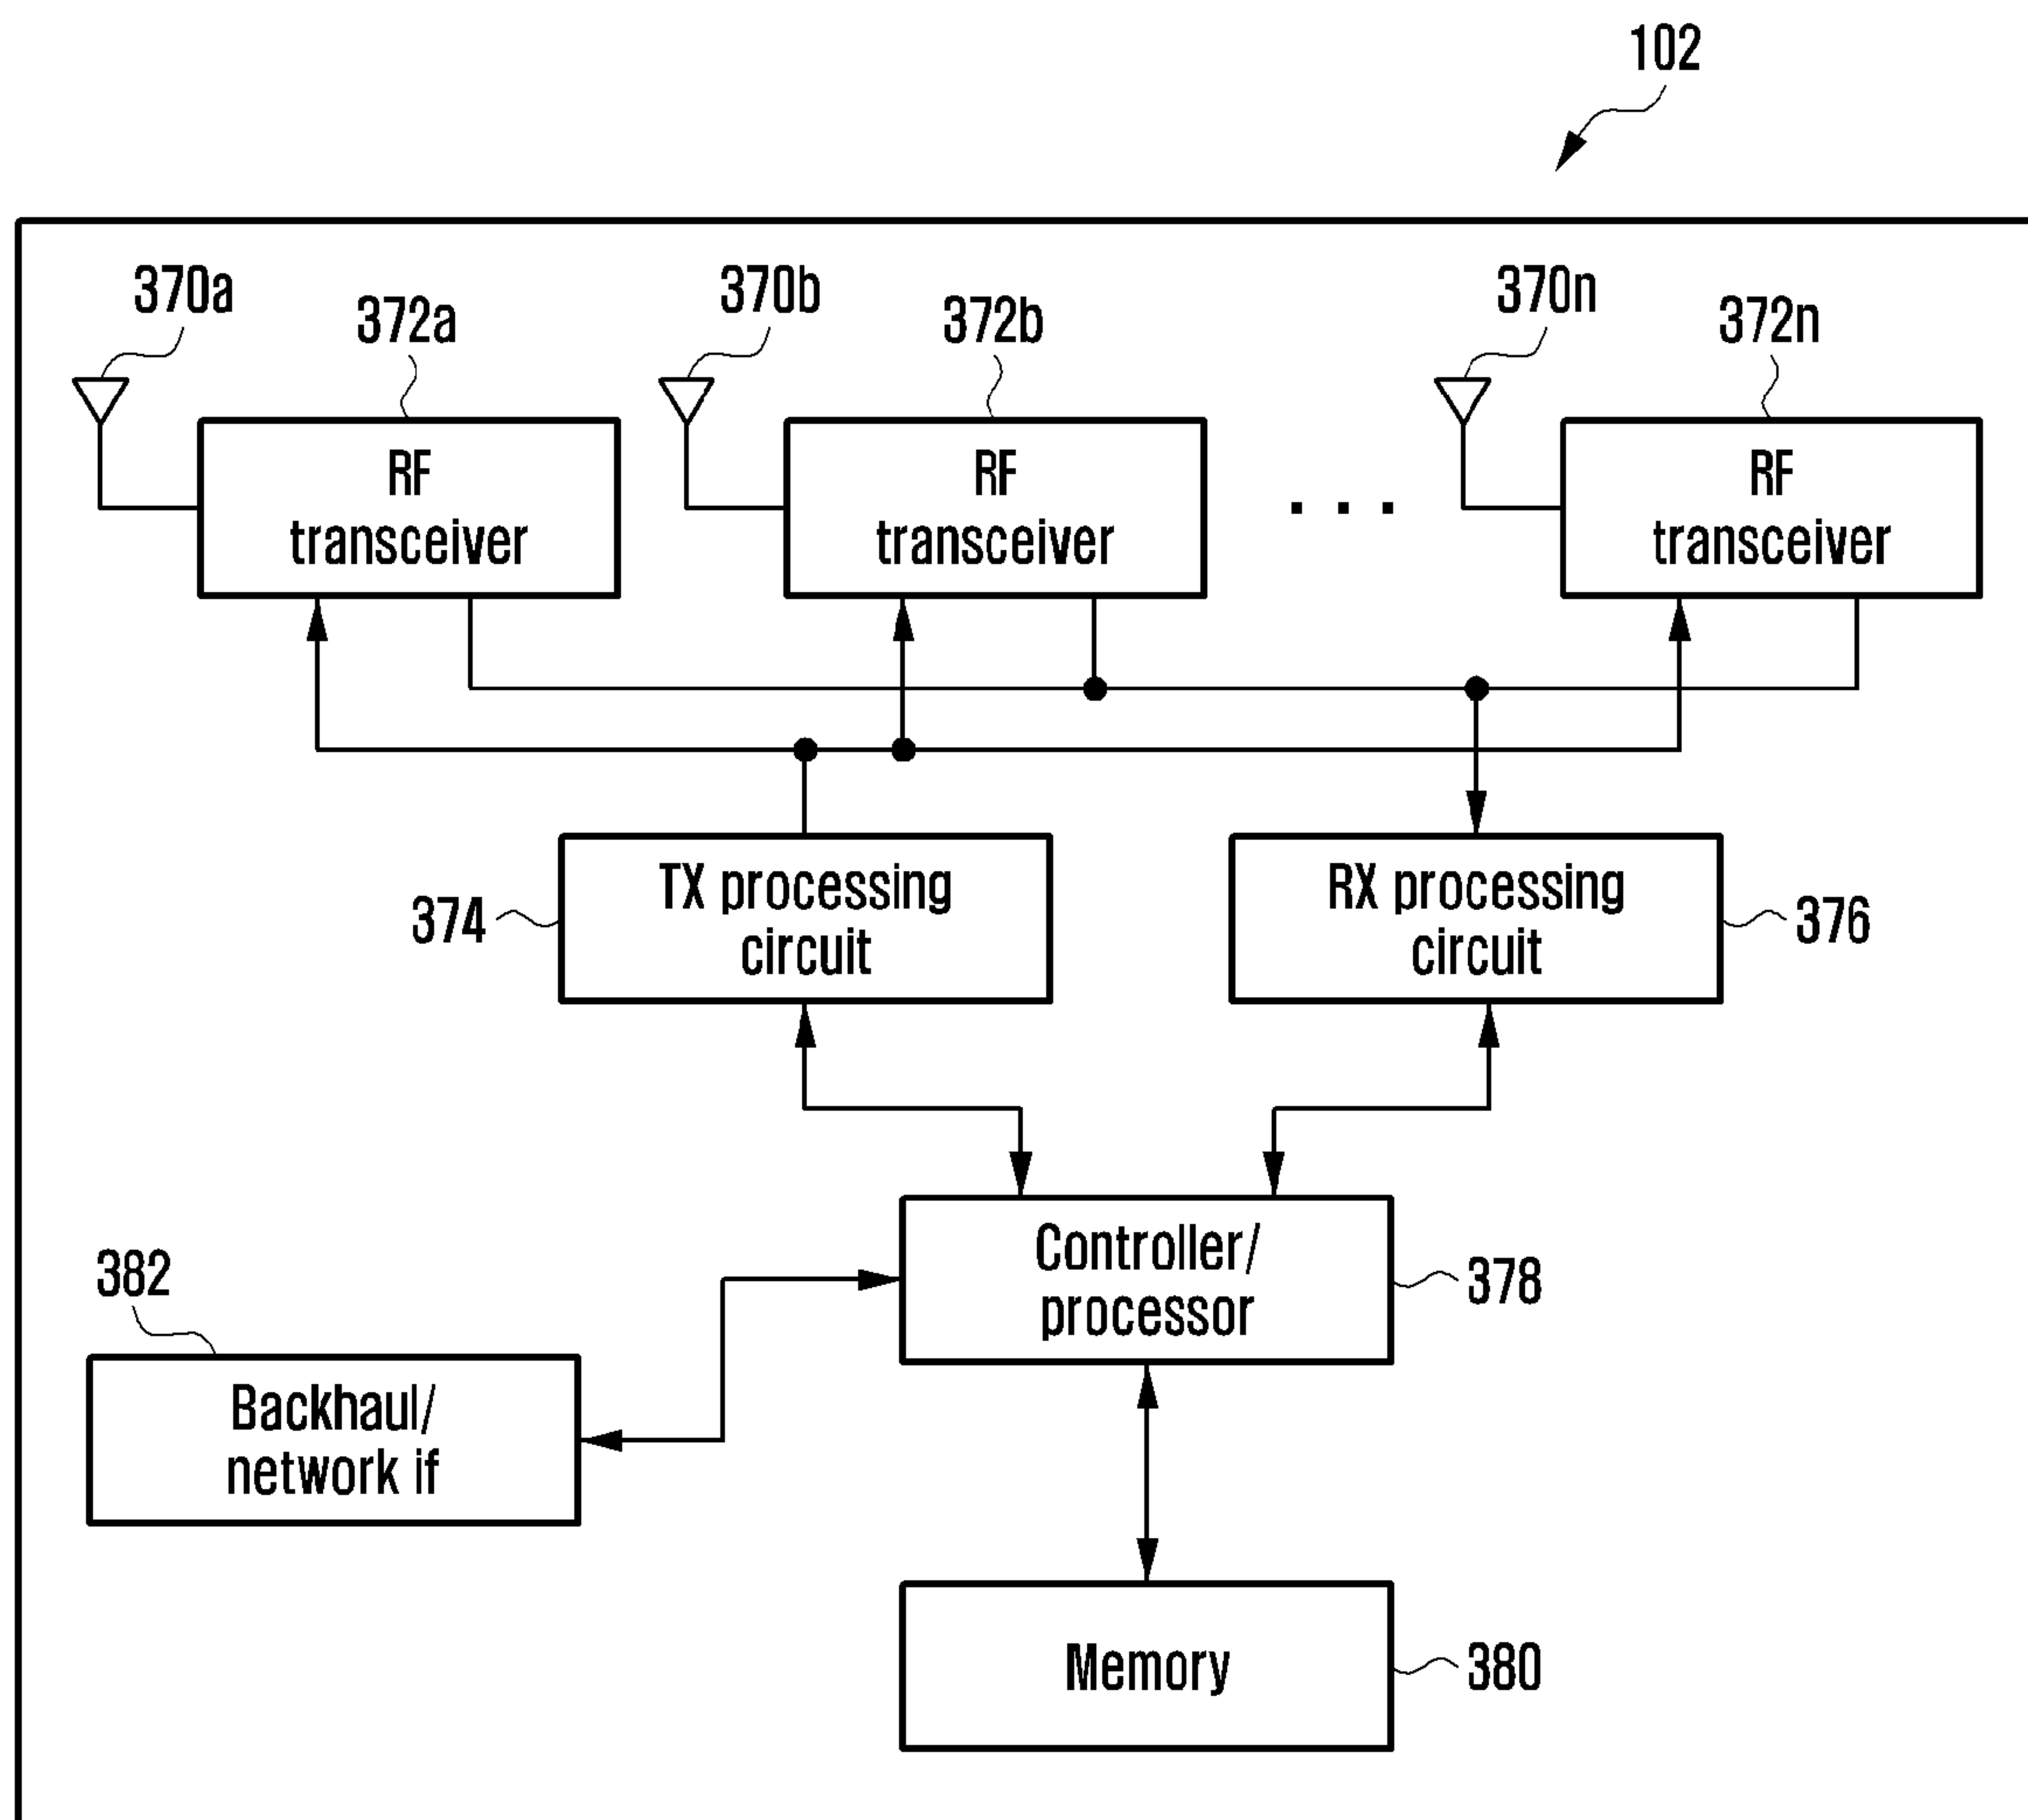 102
370a
372a
370b
372b
370n
372n
RF
transceiver
RF
transceiver
. . .
RF
transceiver
TX processing
circuit
374
RX processing
circuit
376
Controller/
processor
378
382
Backhaul/
network if
Memory
380